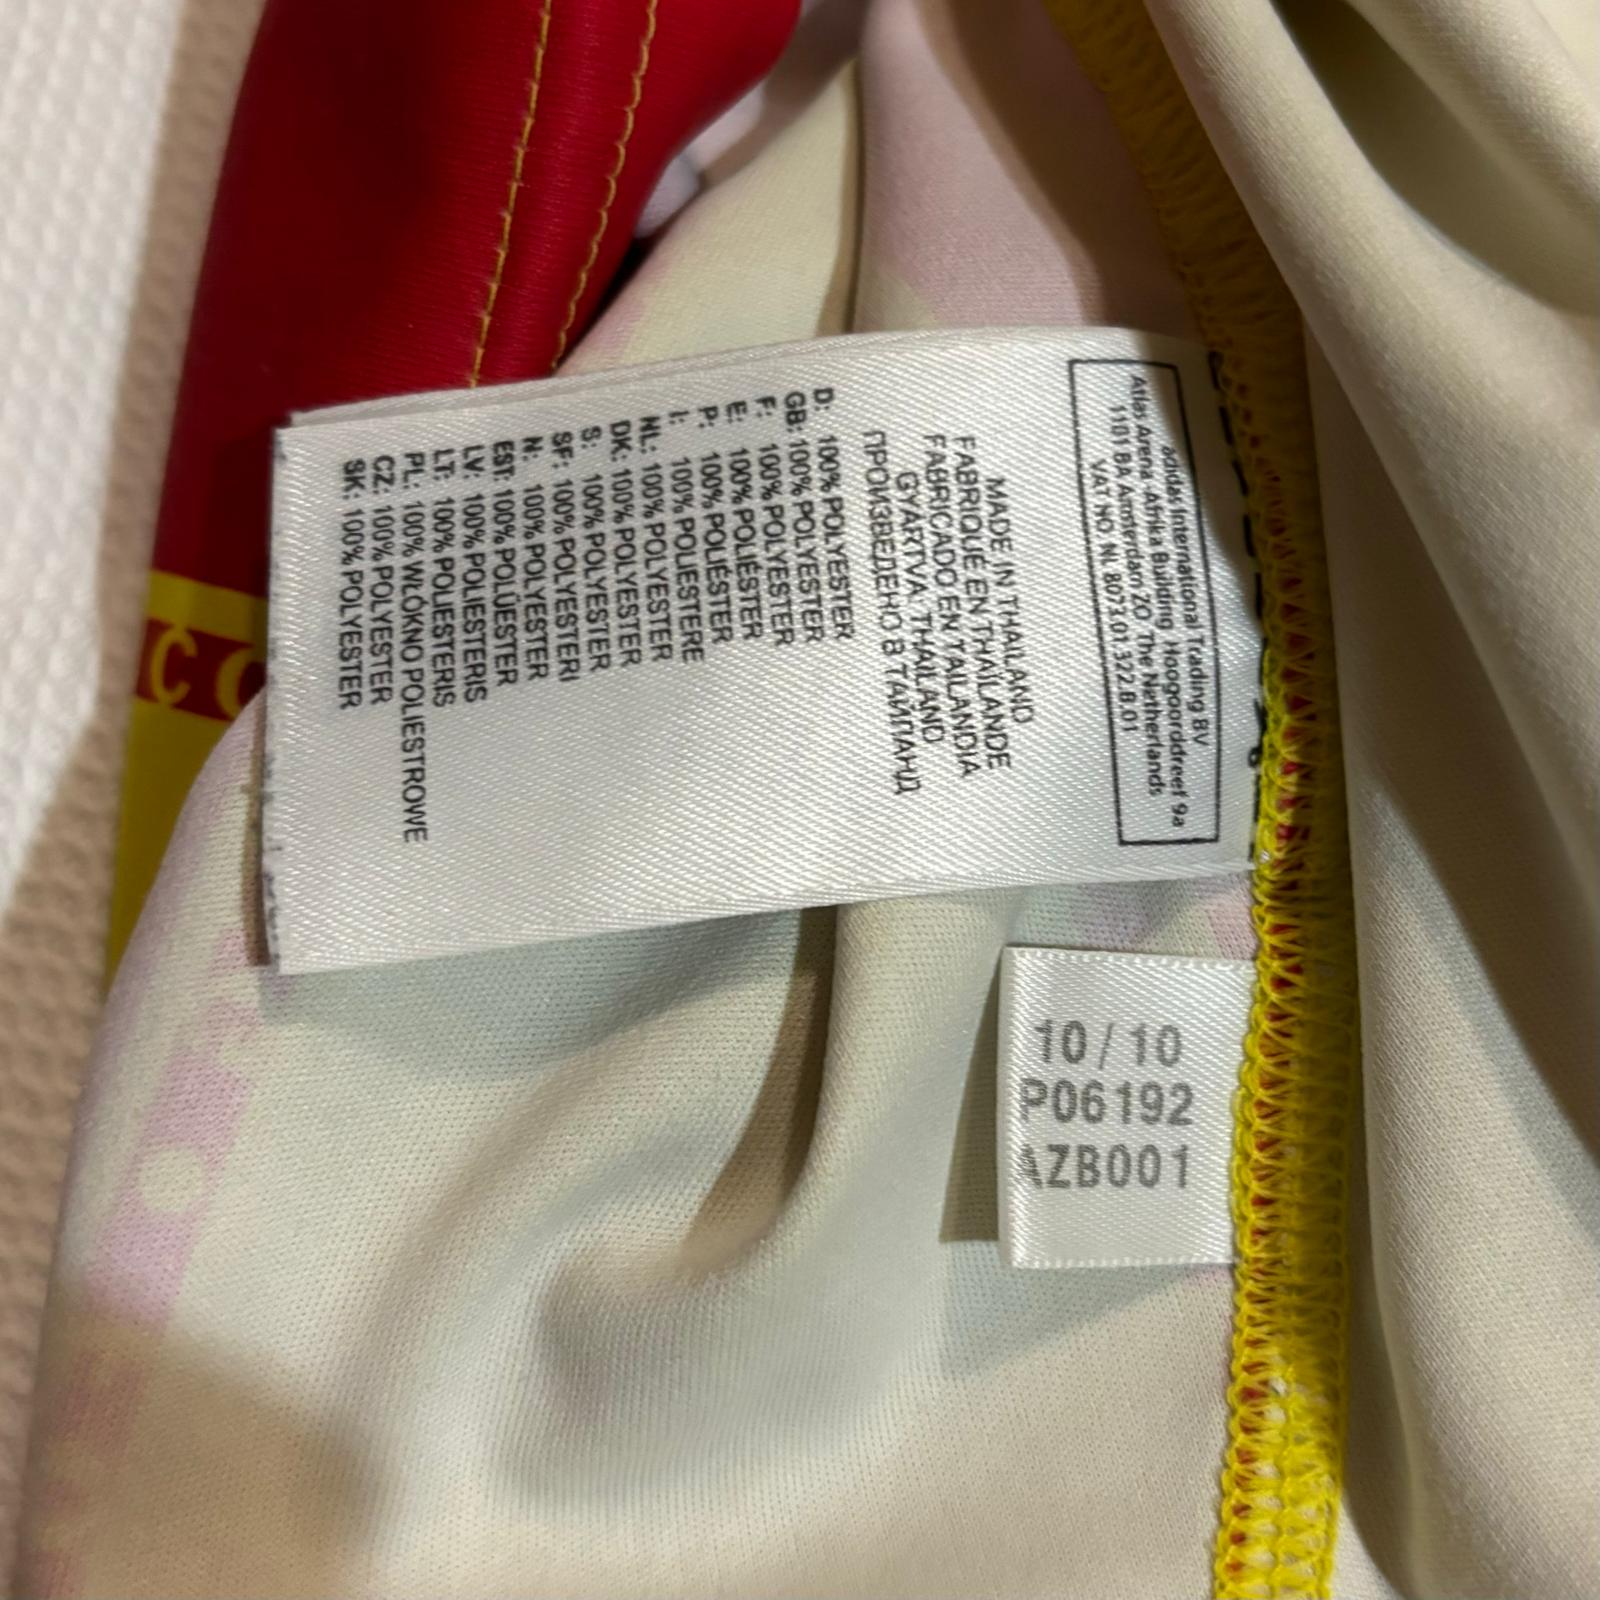 adidas International Trading BV
Atlas Arena -Afrika Building, Hoogoorddreef 9a
1101 BA Amsterdam ZO, The Netherlands
VAT NO NL 8073.01.322.B.01
MADE IN THAILAND
FABRIQUÉ EN THAÏLANDE
FABRICADO EN TAILANDIA
GYÁRTVA: THAILAND
ПРОИЗВЕДЕНО В ТАЙЛАНД
D: 100% POLYESTER
GB: 100% POLYESTER
F: 100% POLYESTER
E: 100% POLIÉSTER
P: 100% POLIÉSTER
I: 100% POLIESTERE
NL: 100% POLYESTER
DK: 100% POLYESTER
S: 100% POLYESTER
SF: 100% POLYESTERI
N: 100% POLYESTER
EST: 100% POLÜESTER
LV: 100% POLIESTERIS
LT: 100% POLIESTERIS
PL: 100% WŁÓKNO POLIESTROWE
CZ: 100% POLYESTER
SK: 100% POLYESTER
10/10
P06192
AZB001